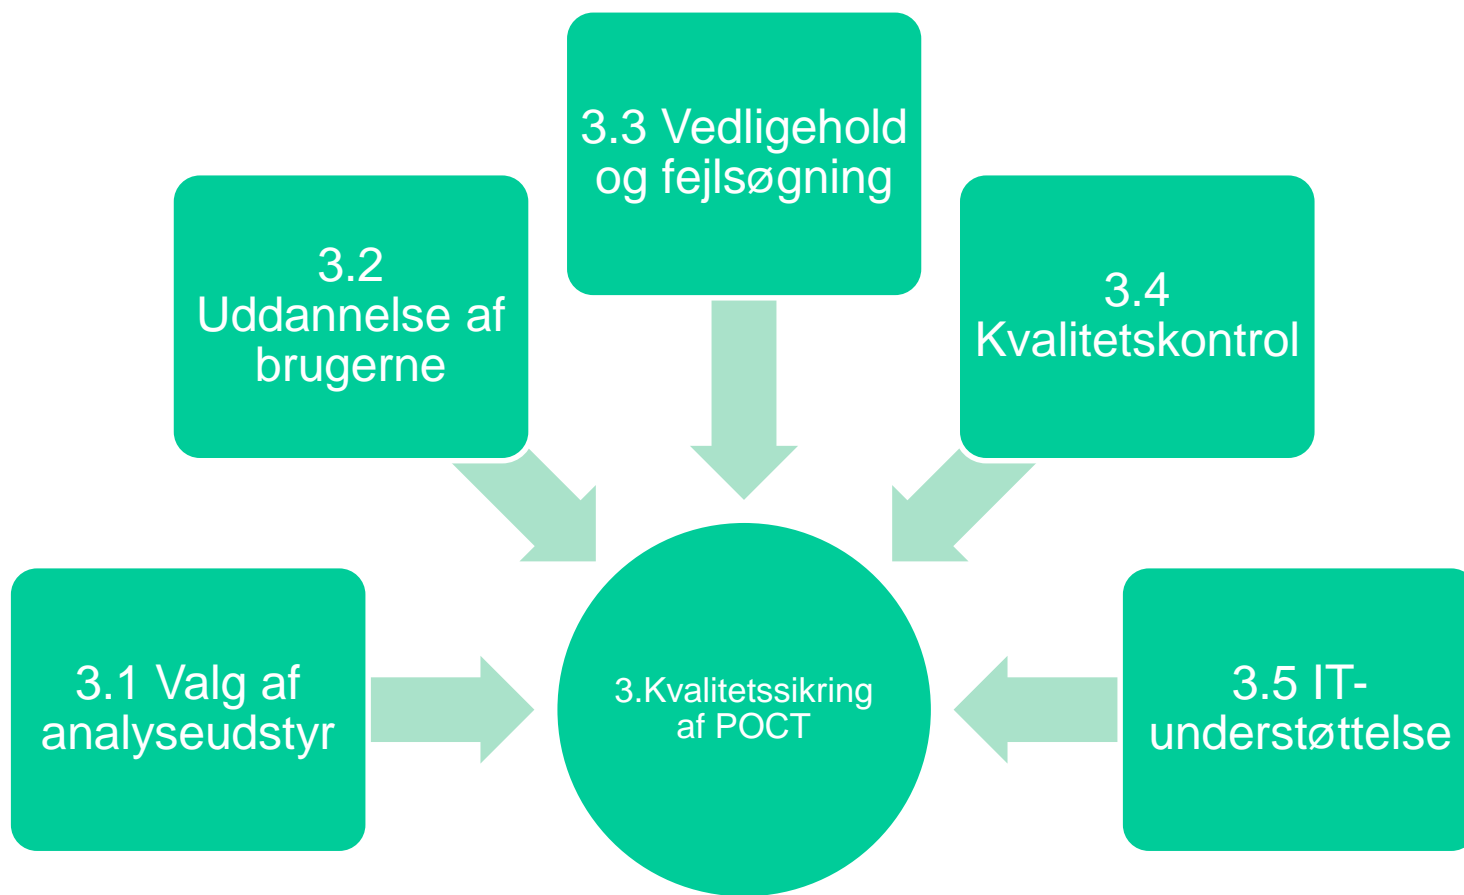 3.3 Vedligehold
og fejlsøgning
3.2
Uddannelse af
brugerne
3.4
Kvalitetskontrol
3.1 Valg af
analyseudstyr
3.Kvalitetssikring
af POCT
3.5 IT-
understøttelse